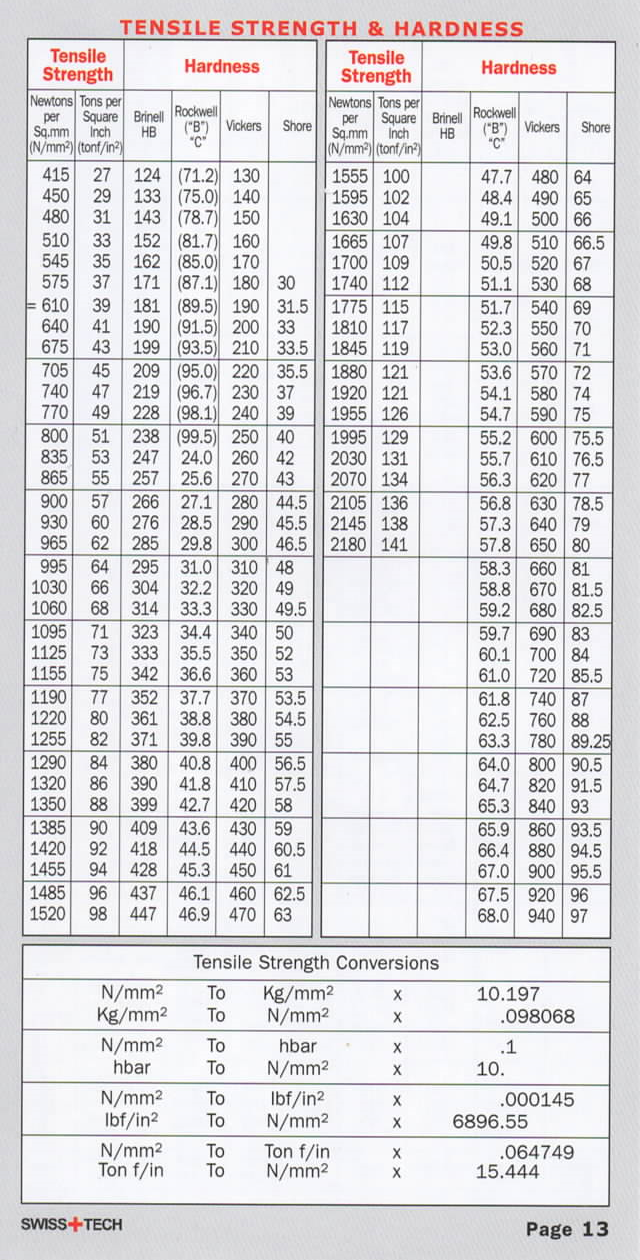 TENSILE STRENGTH & HARDNESS
Tensile Strength Hardness Tensile Strength Hardness
Newtons per Sq.mm (N/mm²) Tons per Square Inch (tonf/in²) Brinell HB Rockwell ("B") "C" Vickers Shore Newtons per Sq.mm (N/mm²) Tons per Square Inch (tonf/in²) Brinell HB Rockwell ("B") "C" Vickers Shore
415 27 124 (71.2) 130 1555 100 47.7 480 64
450 29 133 (75.0) 140 1595 102 48.4 490 65
480 31 143 (78.7) 150 1630 104 49.1 500 66
510 33 152 (81.7) 160 1665 107 49.8 510 66.5
545 35 162 (85.0) 170 1700 109 50.5 520 67
575 37 171 (87.1) 180 30 1740 112 51.1 530 68
= 610 39 181 (89.5) 190 31.5 1775 115 51.7 540 69
640 41 190 (91.5) 200 33 1810 117 52.3 550 70
675 43 199 (93.5) 210 33.5 1845 119 53.0 560 71
705 45 209 (95.0) 220 35.5 1880 121 53.6 570 72
740 47 219 (96.7) 230 37 1920 121 54.1 580 74
770 49 228 (98.1) 240 39 1955 126 54.7 590 75
800 51 238 (99.5) 250 40 1995 129 55.2 600 75.5
835 53 247 24.0 260 42 2030 131 55.7 610 76.5
865 55 257 25.6 270 43 2070 134 56.3 620 77
900 57 266 27.1 280 44.5 2105 136 56.8 630 78.5
930 60 276 28.5 290 45.5 2145 138 57.3 640 79
965 62 285 29.8 300 46.5 2180 141 57.8 650 80
995 64 295 31.0 310 48 58.3 660 81
1030 66 304 32.2 320 49 58.8 670 81.5
1060 68 314 33.3 330 49.5 59.2 680 82.5
1095 71 323 34.4 340 50 59.7 690 83
1125 73 333 35.5 350 52 60.1 700 84
1155 75 342 36.6 360 53 61.0 720 85.5
1190 77 352 37.7 370 53.5 61.8 740 87
1220 80 361 38.8 380 54.5 62.5 760 88
1255 82 371 39.8 390 55 63.3 780 89.25
1290 84 380 40.8 400 56.5 64.0 800 90.5
1320 86 390 41.8 410 57.5 64.7 820 91.5
1350 88 399 42.7 420 58 65.3 840 93
1385 90 409 43.6 430 59 65.9 860 93.5
1420 92 418 44.5 440 60.5 66.4 880 94.5
1455 94 428 45.3 450 61 67.0 900 95.5
1485 96 437 46.1 460 62.5 67.5 920 96
1520 98 447 46.9 470 63 68.0 940 97
Tensile Strength Conversions
N/mm² To Kg/mm² x 10.197
Kg/mm² To N/mm² x .098068
N/mm² To hbar x .1
hbar To N/mm² x 10.
N/mm² To lbf/in² x .000145
lbf/in² To N/mm² x 6896.55
N/mm² To Ton f/in x .064749
Ton f/in To N/mm² x 15.444
SWISS+TECH Page 13